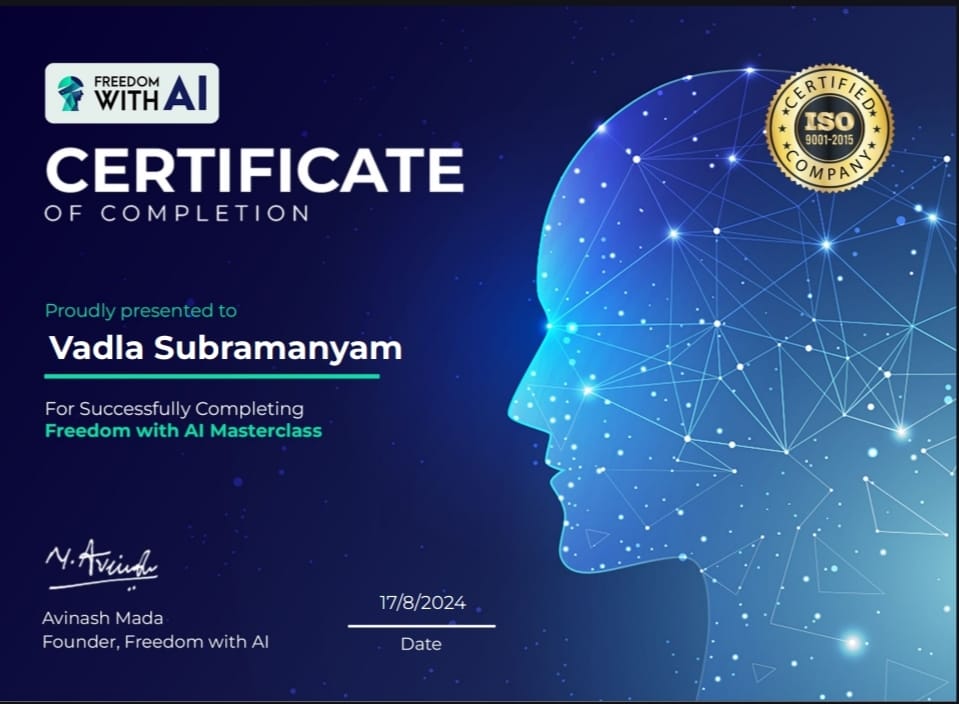 FREEDOM
WITH AI
CERTIFICATE
OF COMPLETION
CERTIFIED
ISO
9001-2015
COMPANY
Proudly presented to
Vadla Subramanyam
For Successfully Completing
Freedom with AI Masterclass
M. Avinash
Avinash Mada
Founder, Freedom with AI
17/8/2024
Date